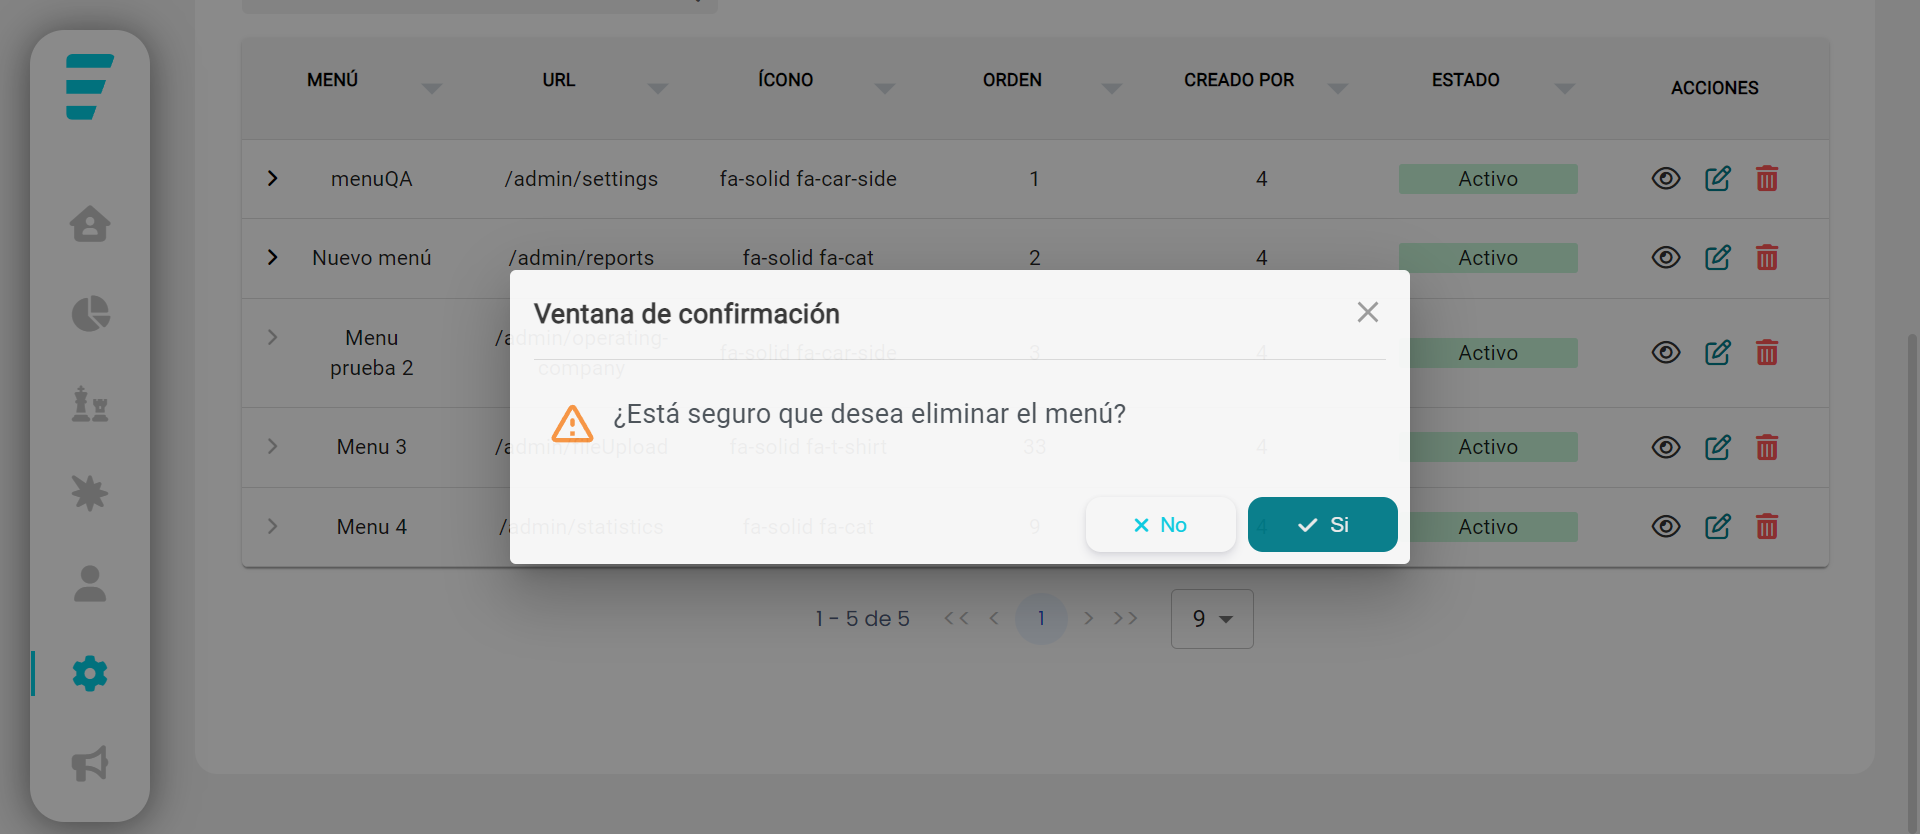 MENÚ URL ÍCONO ORDEN CREADO POR ESTADO ACCIONES
menuQA /admin/settings fa-solid fa-car-side 1 4 Activo
Nuevo menú /admin/reports fa-solid fa-cat 2 4 Activo
Ventana de confirmación
Menu /admin/operating-
prueba 2 company fa-solid fa-car-side 3 4 Activo
¿Está seguro que desea eliminar el menú?
Menu 3 /admin/fileUpload fa-solid fa-t-shirt 33 4 Activo
Menu 4 /admin/statistics fa-solid fa-cat 9 4 Activo
No Si
1 - 5 de 5 << < 1 > >> 9